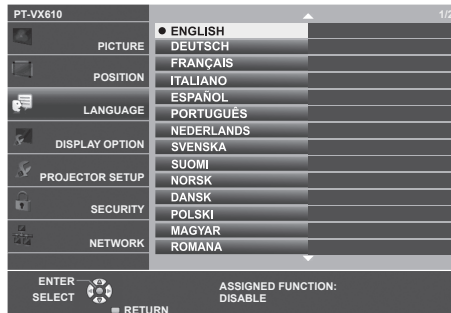 PT-VX610
1/2
PICTURE
POSITION
LANGUAGE
DISPLAY OPTION
PROJECTOR SETUP
SECURITY
NETWORK
ENGLISH
DEUTSCH
FRANÇAIS
ITALIANO
ESPAÑOL
PORTUGUÊS
NEDERLANDS
SVENSKA
SUOMI
NORSK
DANSK
POLSKI
MAGYAR
ROMANA
ENTER
SELECT
RETURN
ASSIGNED FUNCTION:
DISABLE